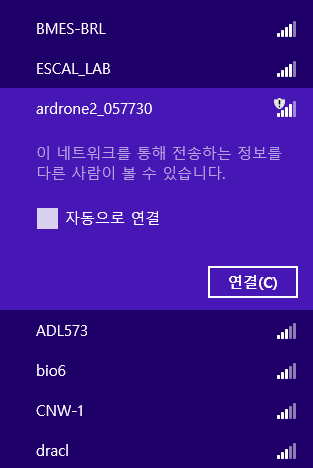 BMES-BRL
ESCAL_LAB
ardrone2_057730
이 네트워크를 통해 전송하는 정보를
다른 사람이 볼 수 있습니다.
자동으로 연결
연결(C)
ADL573
bio6
CNW-1
dracl